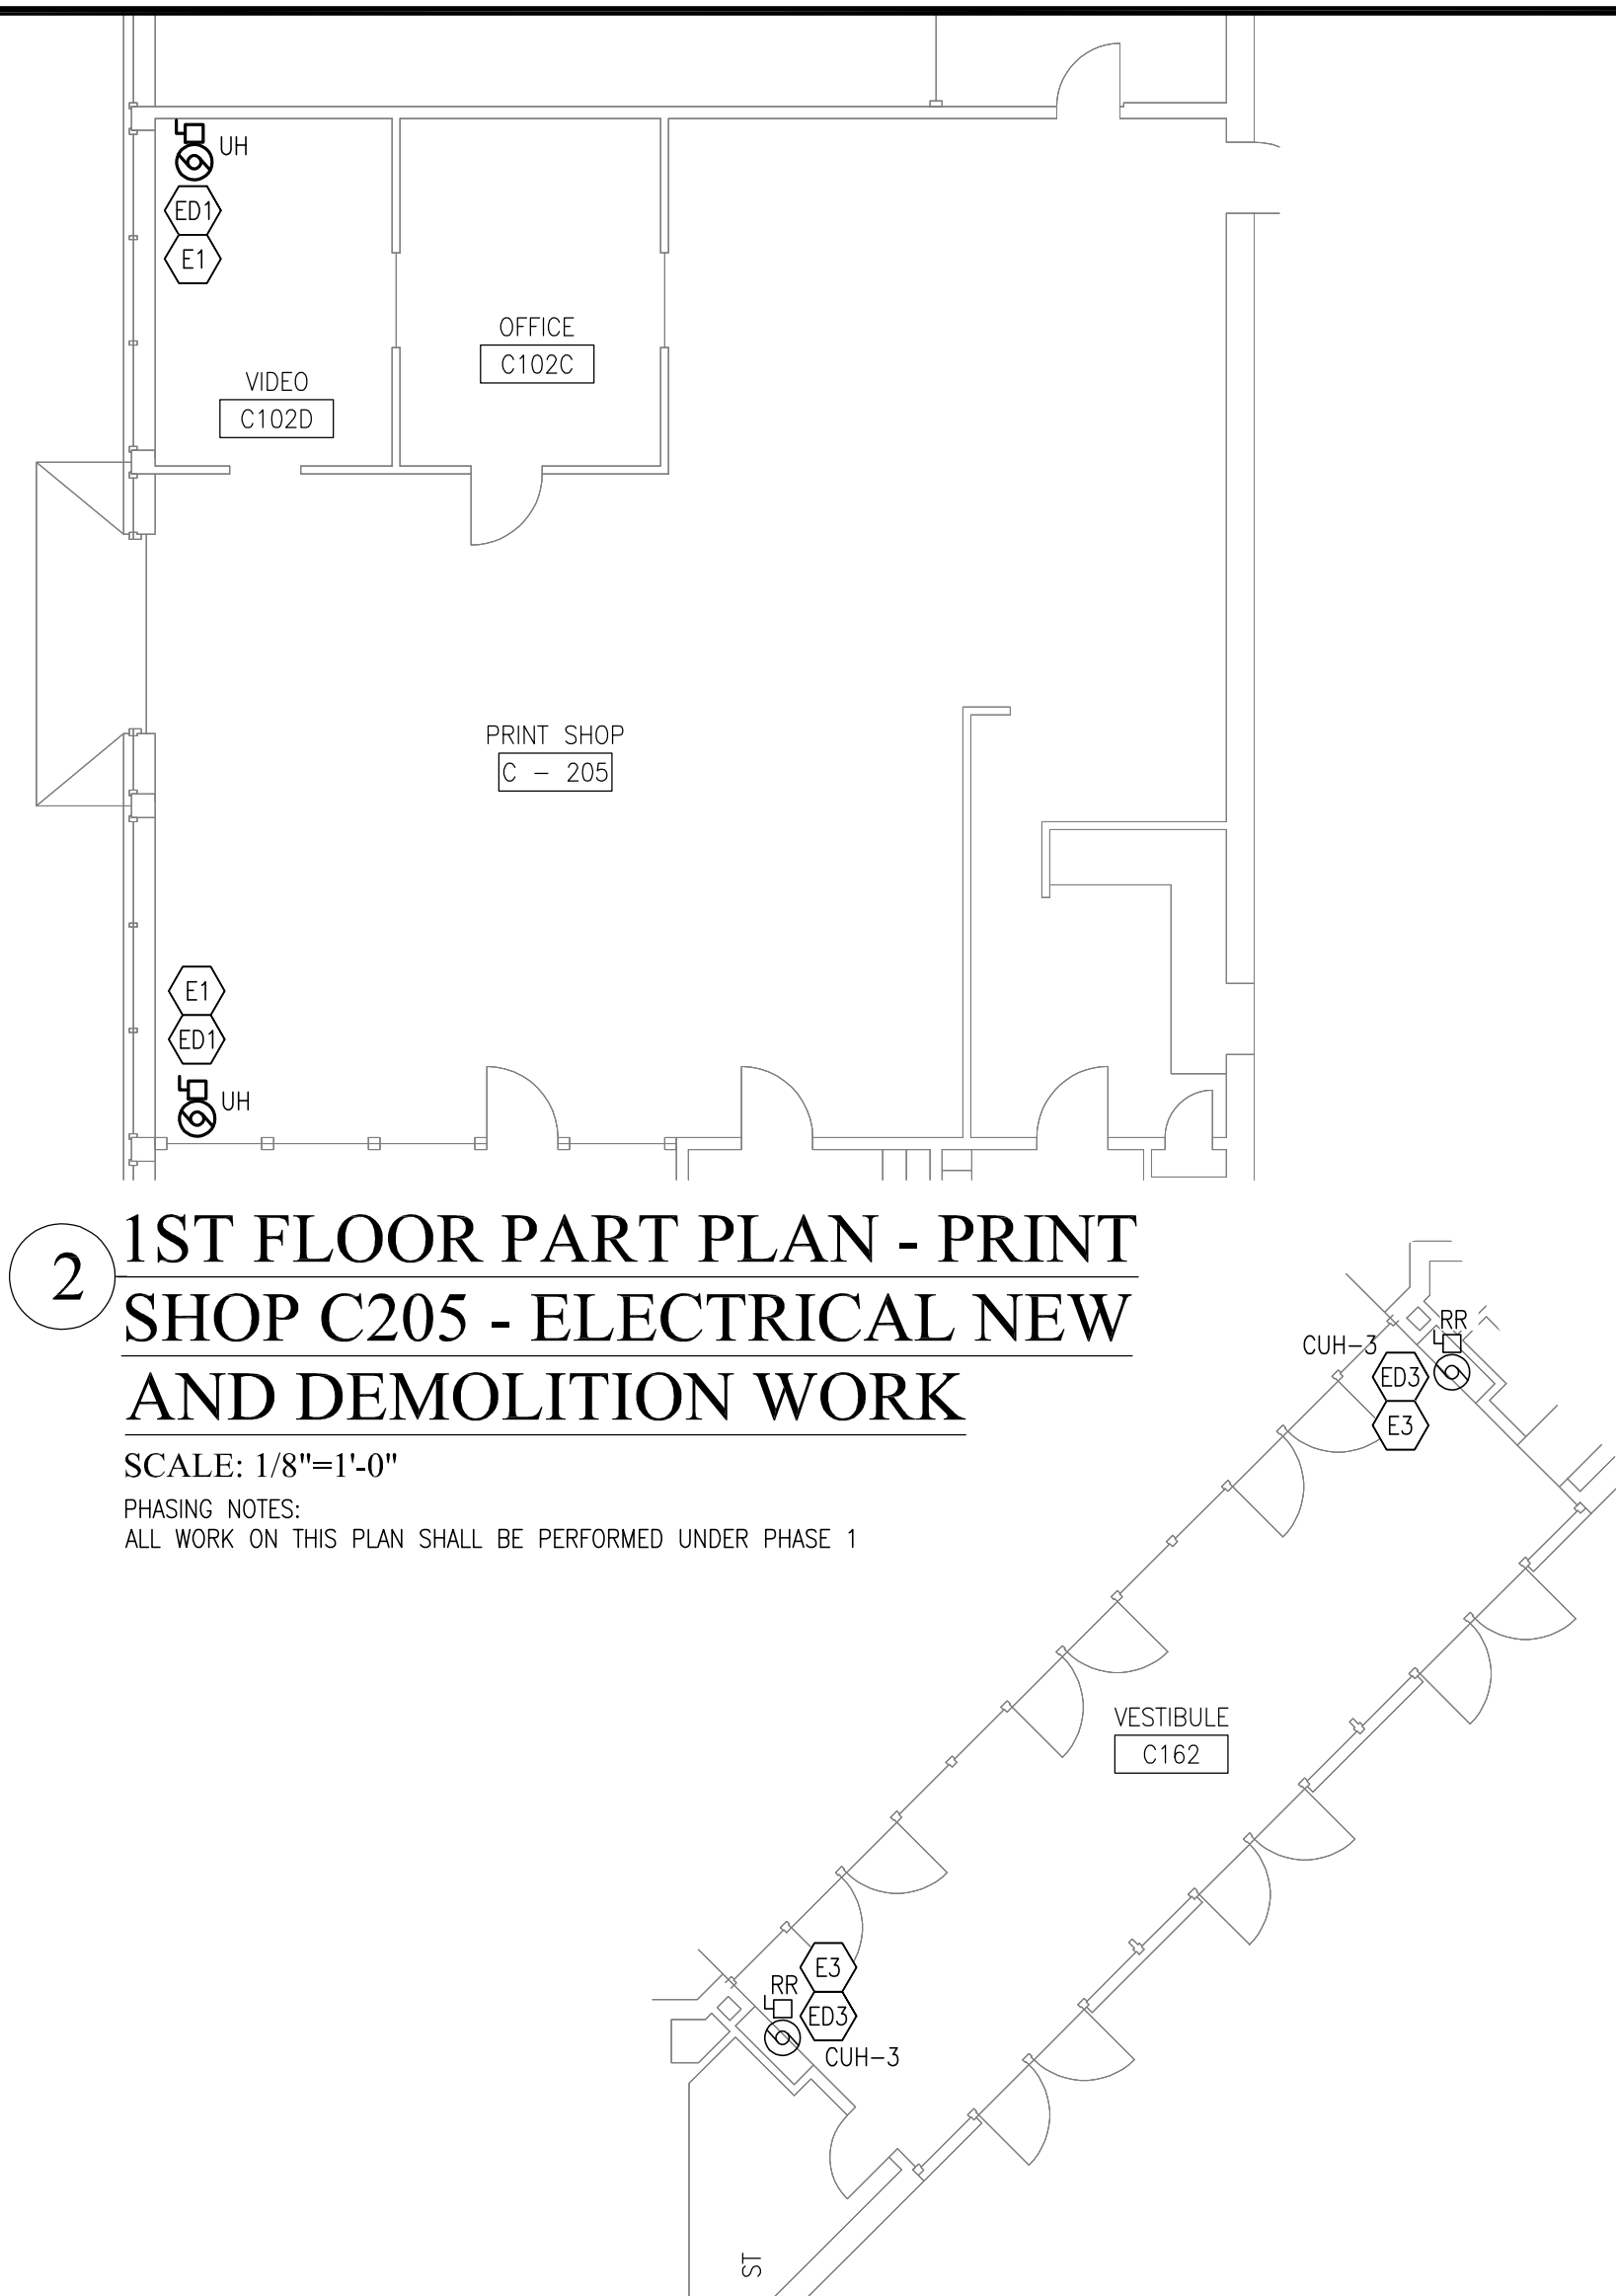 UH
ED1
E1
OFFICE
C102C
VIDEO
C102D
PRINT SHOP
C - 205
E1
ED1
UH
2
1ST FLOOR PART PLAN - PRINT
SHOP C205 - ELECTRICAL NEW
AND DEMOLITION WORK
SCALE: 1/8"=1'-0"
PHASING NOTES:
ALL WORK ON THIS PLAN SHALL BE PERFORMED UNDER PHASE 1
RR
CUH-3
ED3
E3
VESTIBULE
C162
E3
RR
ED3
CUH-3
ST